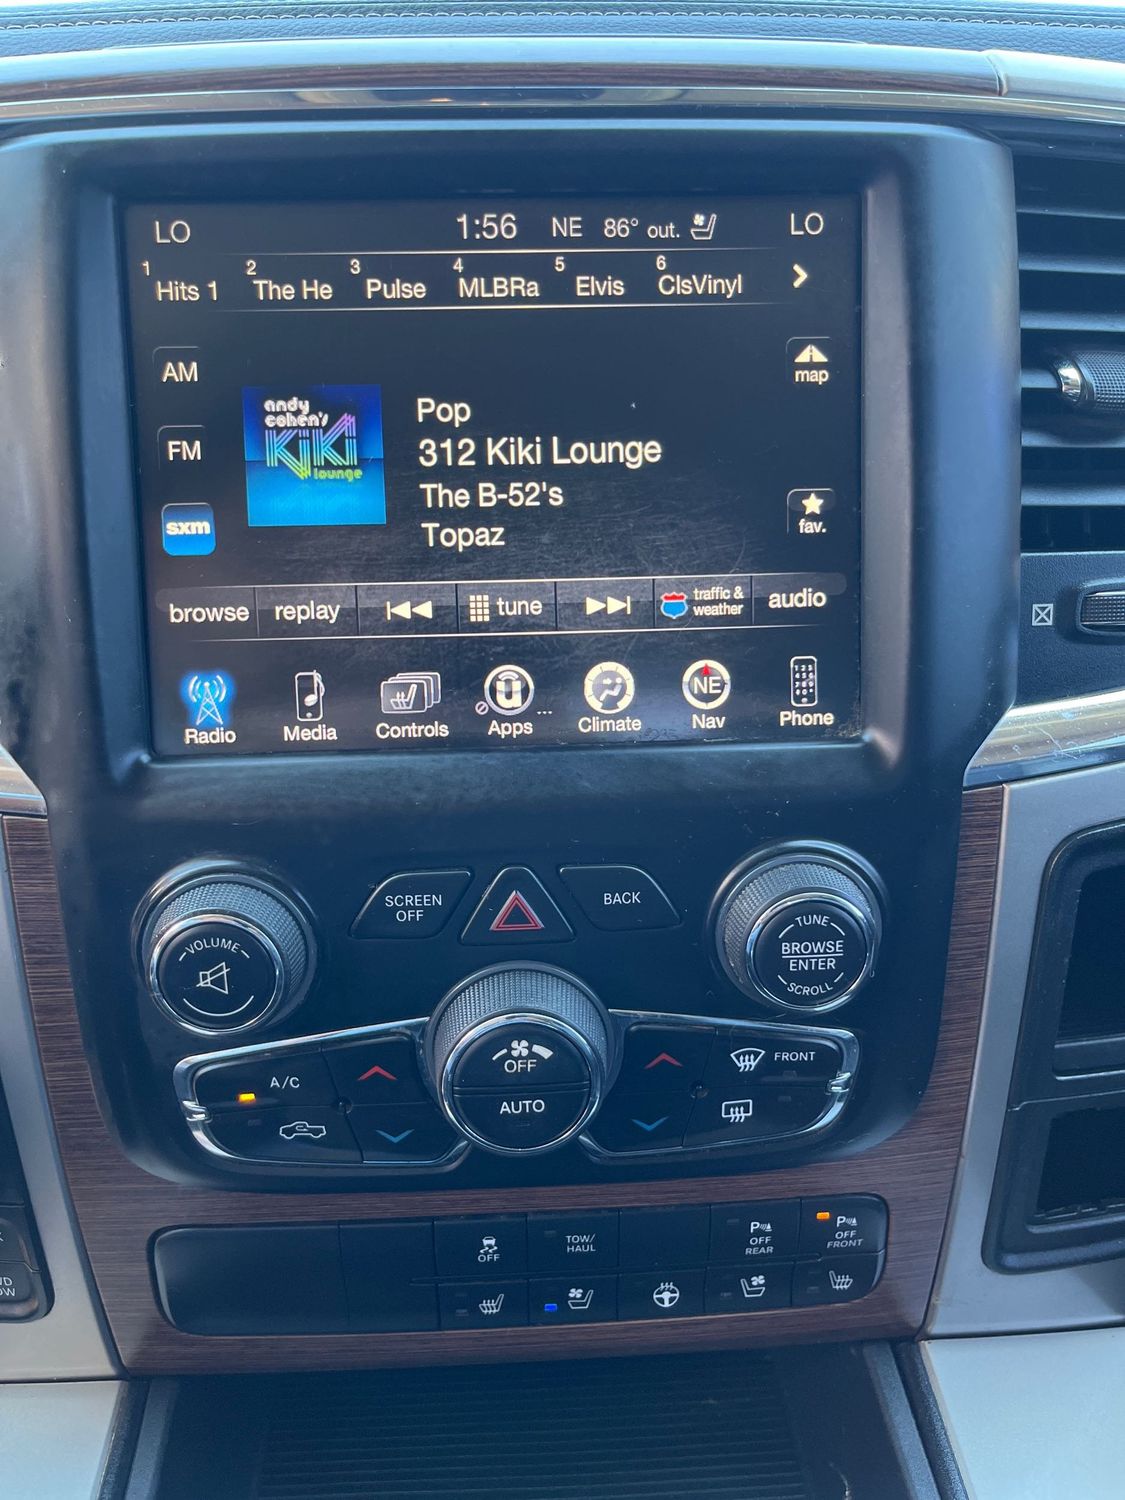 LO 1:56 NE 86° out. LO
1 Hits 1 2 The He 3 Pulse 4 MLBRa 5 Elvis 6 ClsVinyl
AM
map
andy
cohen's
KiKi
lounge
Pop
FM
312 Kiki Lounge
The B-52's
sxm
fav.
Topaz
browse replay tune traffic &
weather audio
u NE
Radio Media Controls Apps ... Climate Nav Phone
SCREEN
OFF
BACK
VOLUME
TUNE
BROWSE
ENTER
SCROLL
OFF
AUTO
A/C
FRONT
OFF
TOW/
HAUL
P
OFF
REAR
P
OFF
FRONT